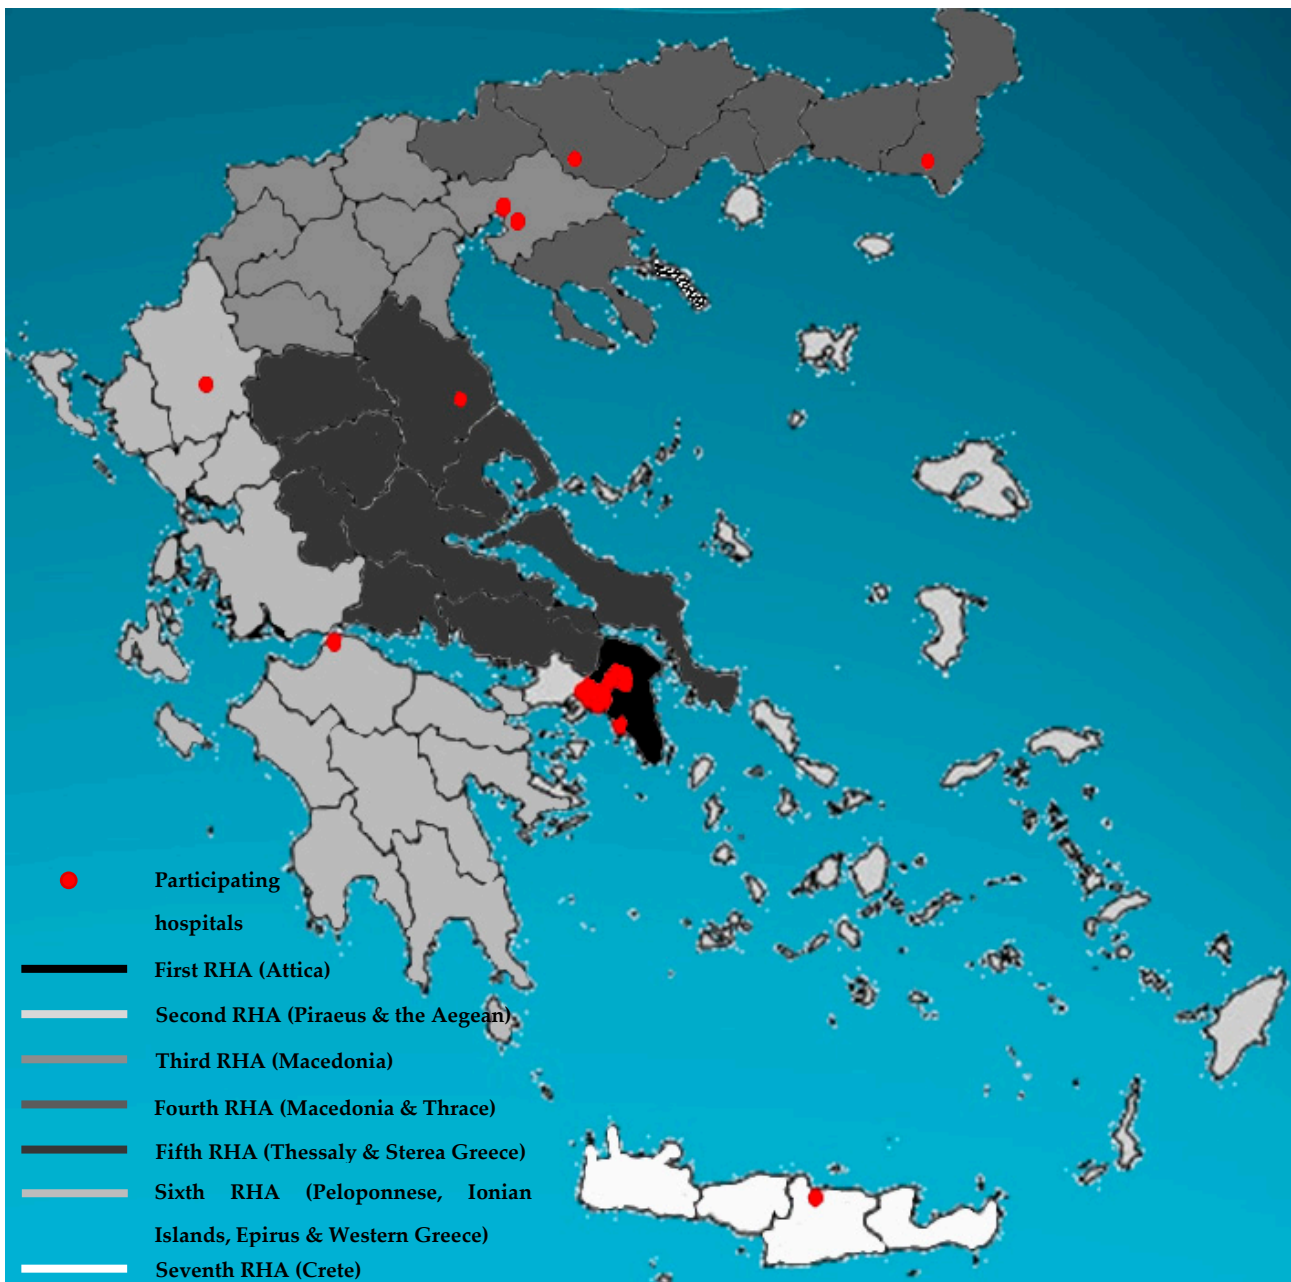 Participating
hospitals
First RHA (Attica)
Second RHA (Piraeus & the Aegean)
Third RHA (Macedonia)
Fourth RHA (Macedonia & Thrace)
Fifth RHA (Thessaly & Sterea Greece)
Sixth RHA (Peloponnese, Ionian
Islands, Epirus & Western Greece)
Seventh RHA (Crete)